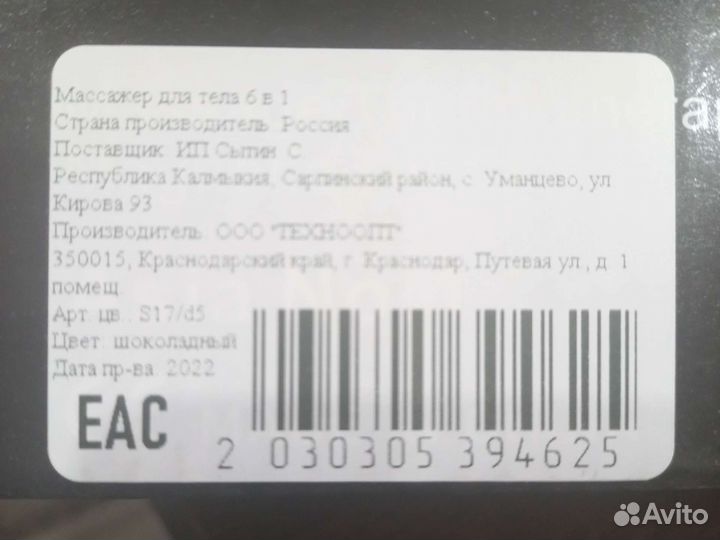 Массажер для тела 6 в 1
Страна производитель: Россия
Поставщик: ИП Сытин С.
Республика Калмыкия, Сарпинский район, с. Уманцево, ул
Кирова 93
Производитель: ООО "ТЕХНООПТ"
350015, Краснодарский край, г. Краснодар, Путевая ул., д. 1
помещ.
Арт. цв.: S17/d5
Цвет: шоколадный
Дата пр-ва: 2022
EAC
2 030305 394625
га
Avito